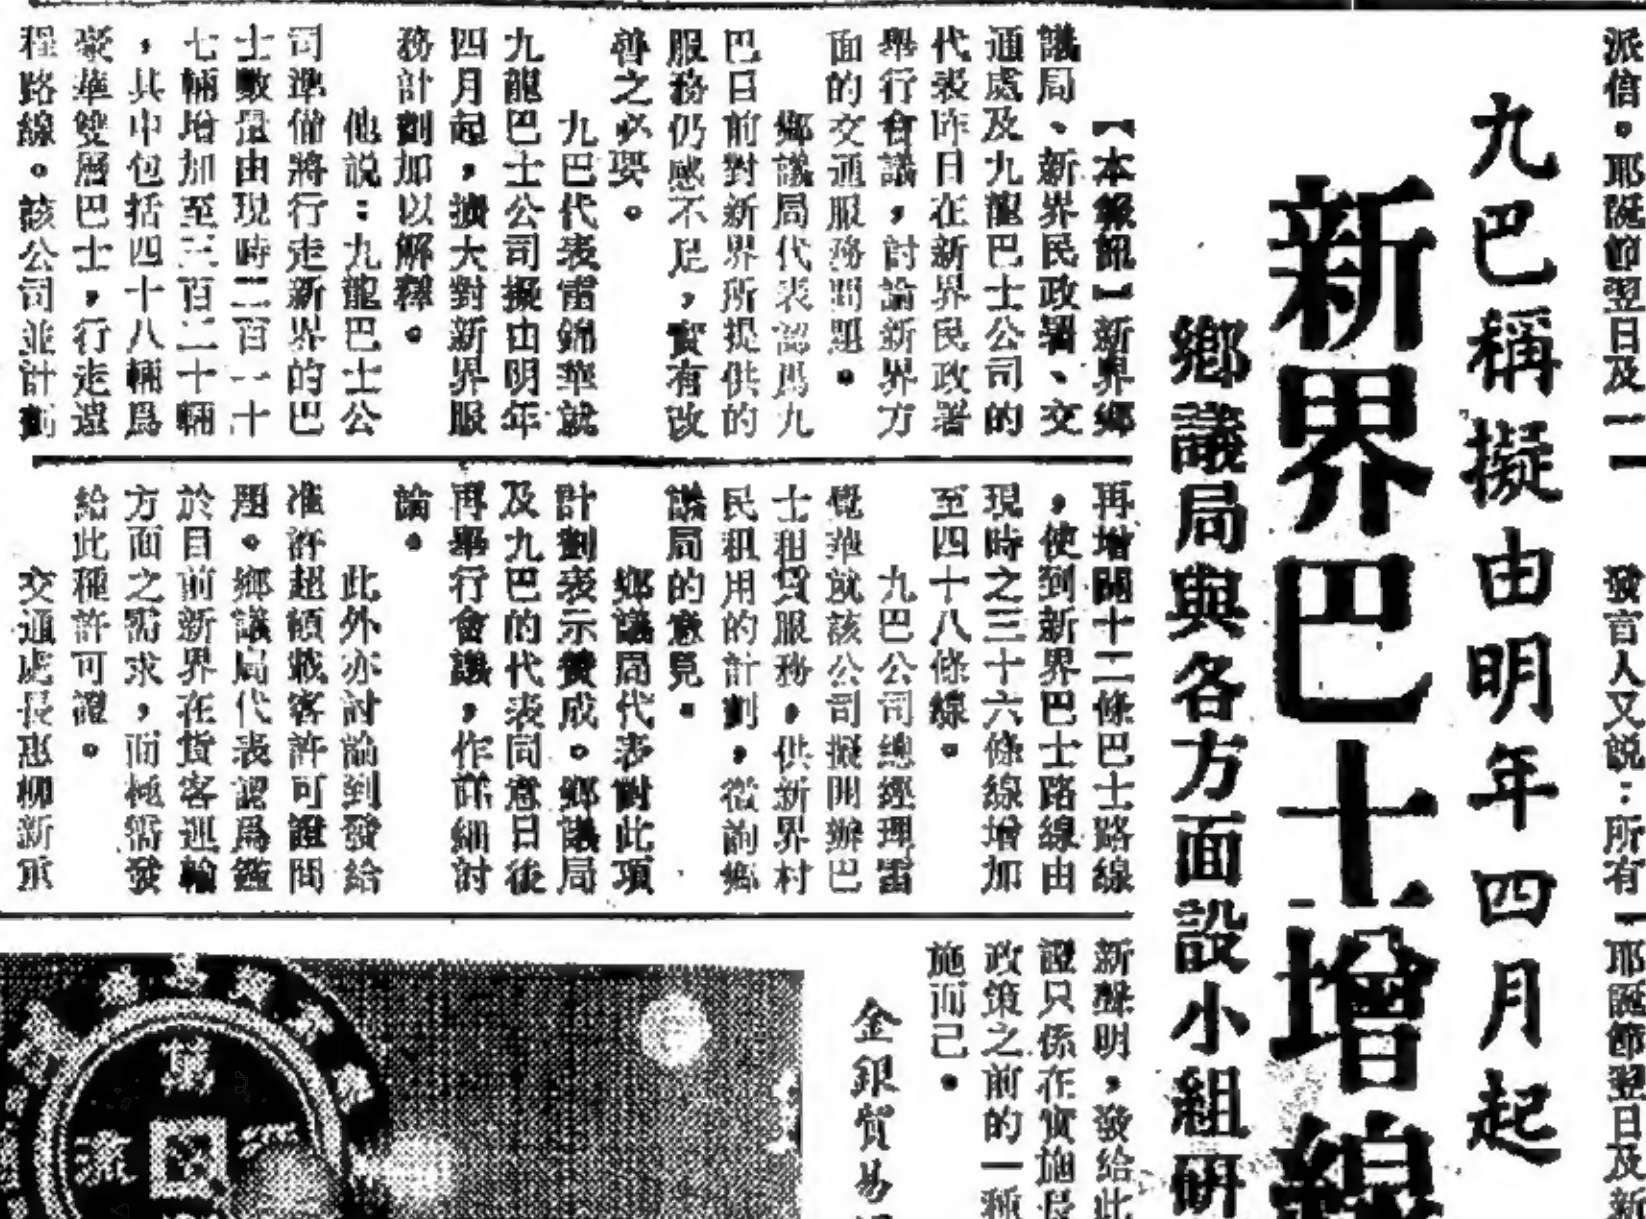 派信。耶誕節翌日及一一
發言人又說：所有
耶誕節翌日及新
九巴稱擬由明年四月起
新界巴士增線
鄉議局與各方面設小組研
【本報訊】新界鄉
議局、新界民政署、交
通處及九龍巴士公司的
代表昨日在新界民政署
舉行會議，討論新界方
面的交通服務問題。
鄉議局代表認爲九
巴日前對新界所提供的
服務仍感不足，實有改
善之必要。
九巴代表雷錦華就
九龍巴士公司擬由明年
四月起，擴大對新界服
務計劃加以解釋。
他說：九龍巴士公
司準備將行走新界的巴
士數量由現時二百一十
七輛增加至三百二十輛
，其中包括四十八輛爲
豪華雙層巴士，行走遠
程路線。該公司並計劃
再增開十二條巴士路線
，使到新界巴士路線由
現時之三十六條線增加
至四十八條線。
九巴公司總經理雷
覺華就該公司擬開辦巴
士租賃服務，供新界村
民租用的計劃，徵詢鄉
議局的意見。
鄉議局代表對此項
計劃表示贊成。鄉議局
及九巴的代表同意日後
再舉行會議，作詳細討
論。
此外亦討論到發給
准許超額載客許可證問
題。鄉議局代表認爲鑑
於目前新界在貨客運輸
方面之需求，而極需發
給此種許可證。
交通處長惠柳新重
新聲明，發給此
證只係在實施長
政策之前的一種
施而已。
金銀貿易
流